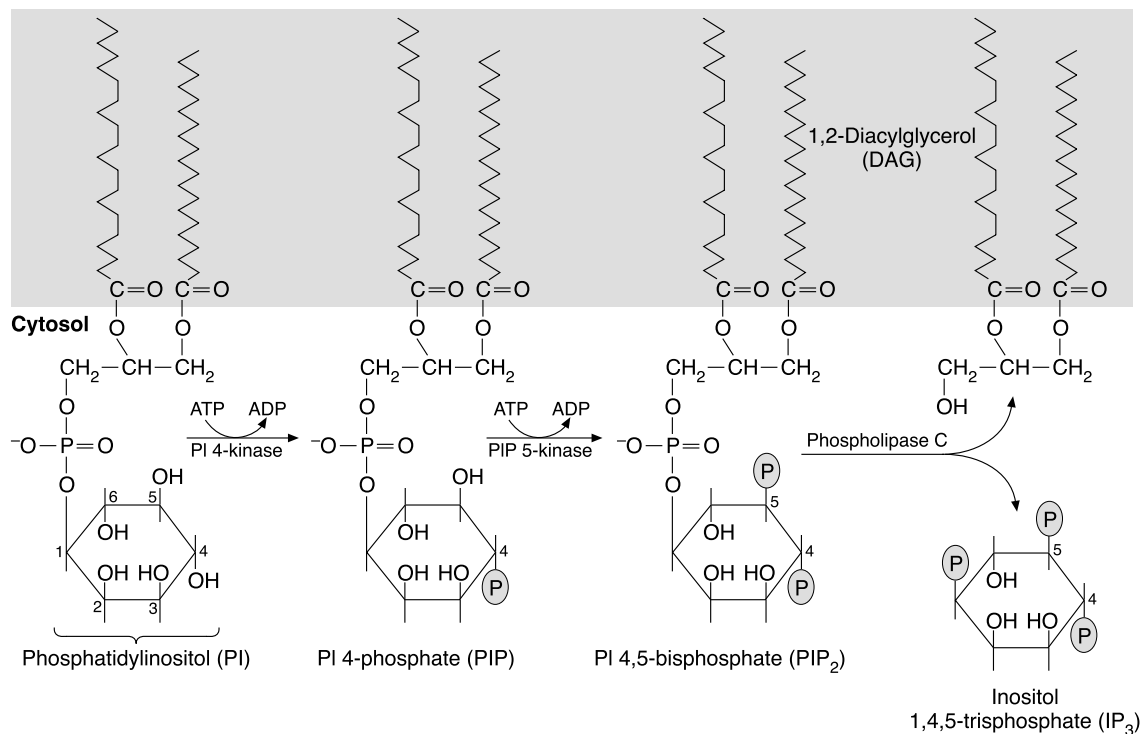 1,2-Diacylglycerol
(DAG)
C=O C=O C=O C=O C=O C=O C=O C=O
Cytosol
O O O O O O O O
CH2—CH—CH2 CH2—CH—CH2 CH2—CH—CH2 CH2—CH—CH2
O O O OH
ATP ADP ATP ADP
⁻O—P=O ⁻O—P=O ⁻O—P=O
PI 4-kinase PIP 5-kinase Phospholipase C
O O O
P
OH OH
6 5 5
OH OH OH
P
1 4 4 4
5
P
OH HO OH OH HO P OH HO P
OH
4
2 3
OH HO P
Phosphatidylinositol (PI) PI 4-phosphate (PIP) PI 4,5-bisphosphate (PIP2)
Inositol
1,4,5-trisphosphate (IP3)